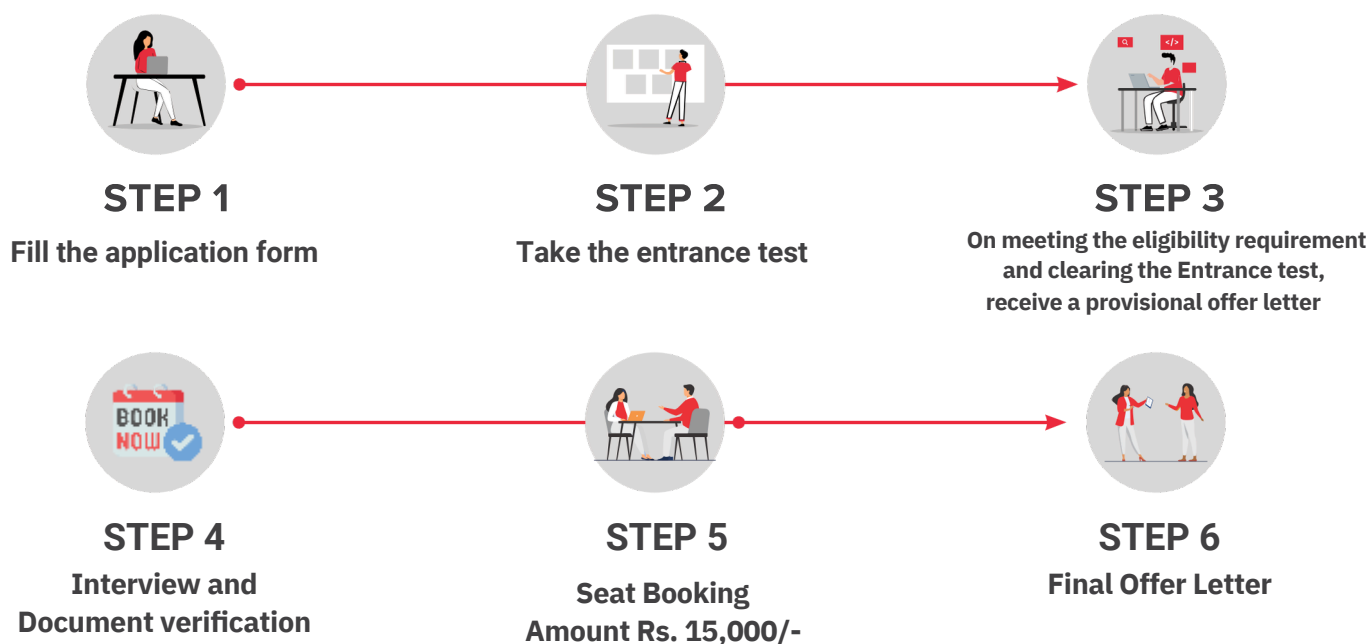 </>
STEP 1
Fill the application form
STEP 2
Take the entrance test
STEP 3
On meeting the eligibility requirement
and clearing the Entrance test,
receive a provisional offer letter
BOOK
NOW
STEP 4
Interview and
Document verification
STEP 5
Seat Booking
Amount Rs. 15,000/-
STEP 6
Final Offer Letter